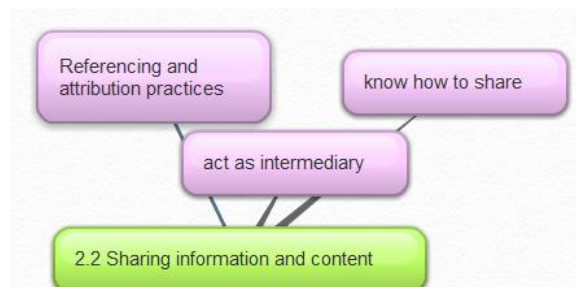 Referencing and
attribution practices
know how to share
act as intermediary
2.2 Sharing information and content